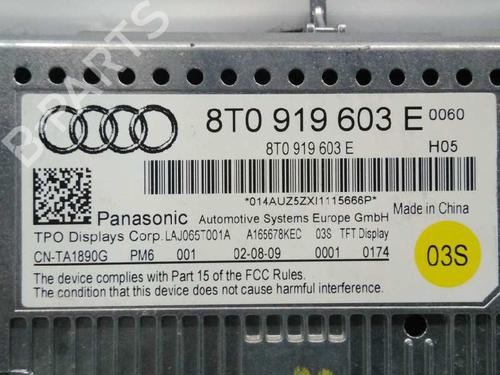 B-PARTS
8T0 919 603 E 0060
8T0 919 603 E H05
*014AUZ5ZXI1115666P*
Panasonic Automotive Systems Europe GmbH
Made in China
TPO Displays Corp. LAJ065T001A A165678KEC 03S TFT Display
CN-TA1890G PM6 001 02-08-09 0001 0174
03S
The device complies with Part 15 of the FCC Rules.
The condition that this device does not cause harmful interference.